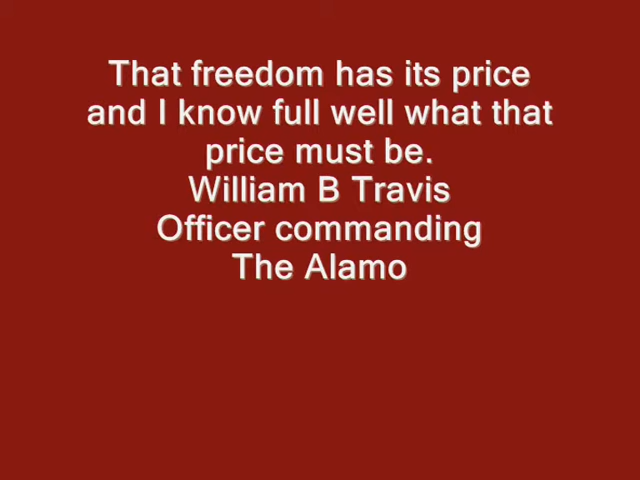 That freedom has its price
and I know full well what that
price must be.
William B Travis
Officer commanding
The Alamo